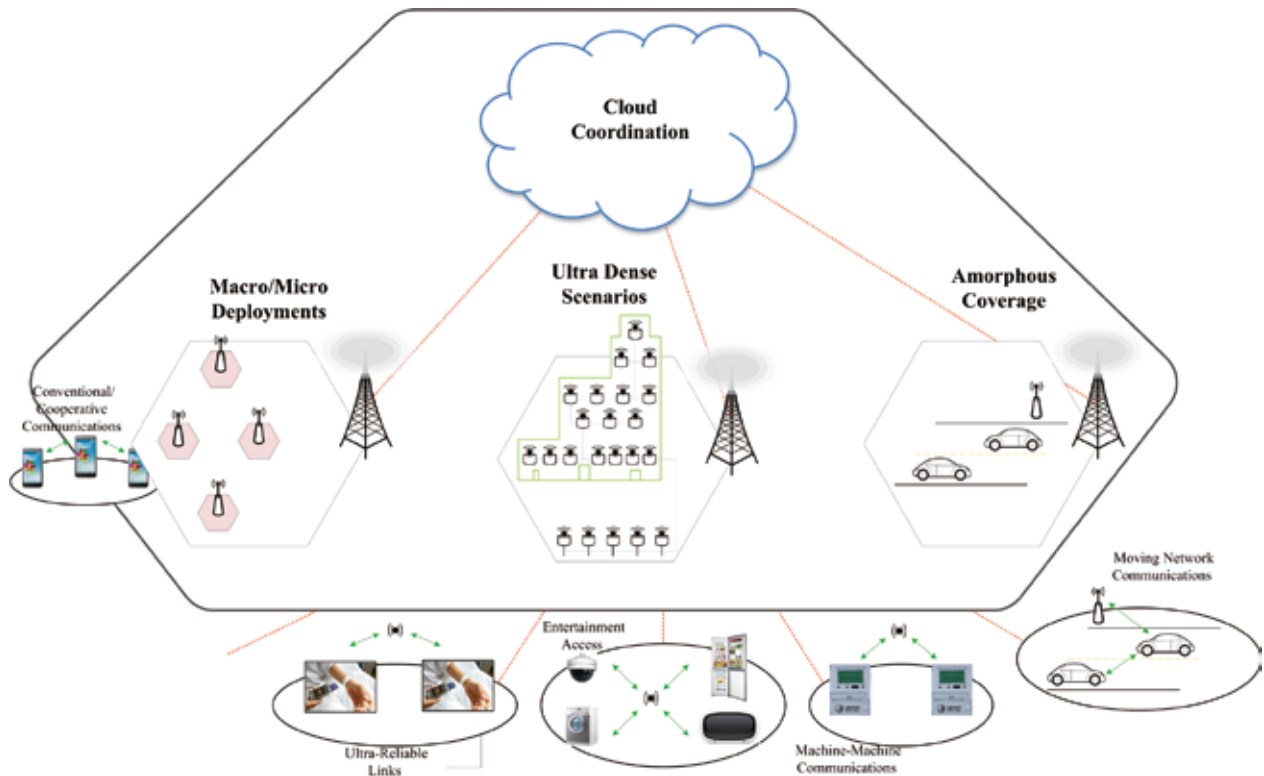 Cloud
Coordination
Macro/Micro
Deployments
Ultra Dense
Scenarios
Amorphous
Coverage
Conventional/
Cooperative
Communications
Moving Network
Communications
Entertainment
Access
Ultra-Reliable
Links
Machine-Machine
Communications